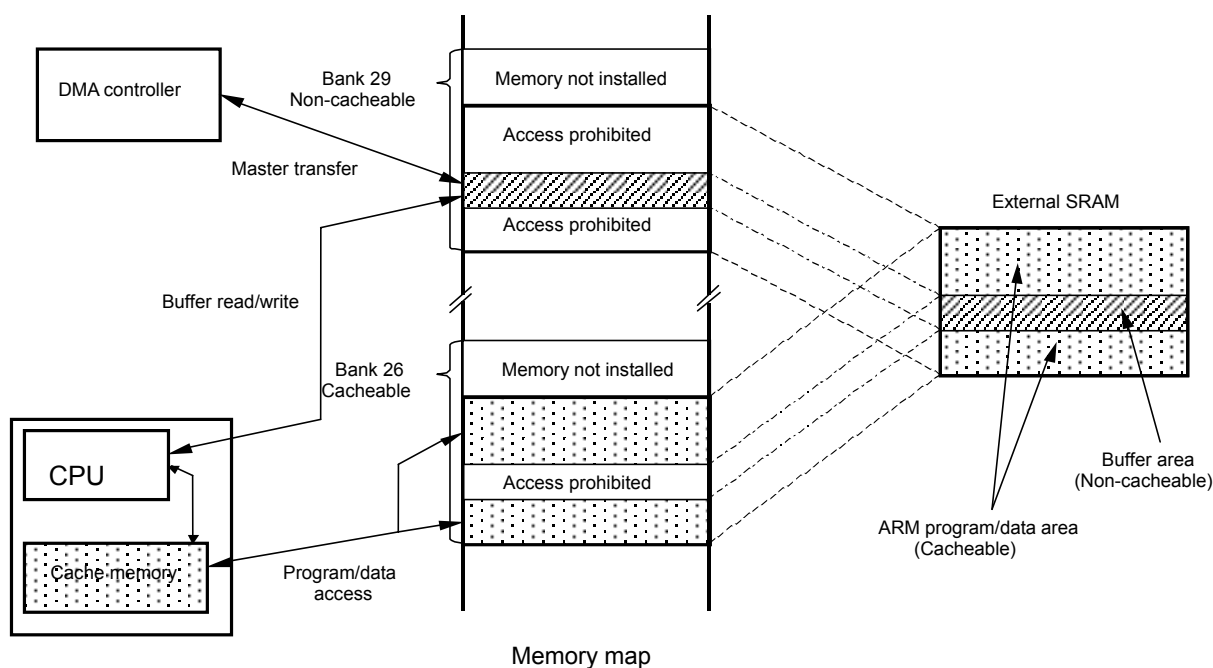 DMA controller
Bank 29
Non-cacheable
Memory not installed
Access prohibited
Master transfer
Access prohibited
External SRAM
Buffer read/write
Bank 26
Cacheable
Memory not installed
CPU
Access prohibited
Buffer area
(Non-cacheable)
ARM program/data area
(Cacheable)
Cache memory
Program/data
access
Memory map